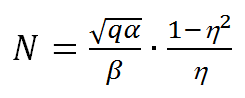 N = √(qα)/β · (1−η²)/η